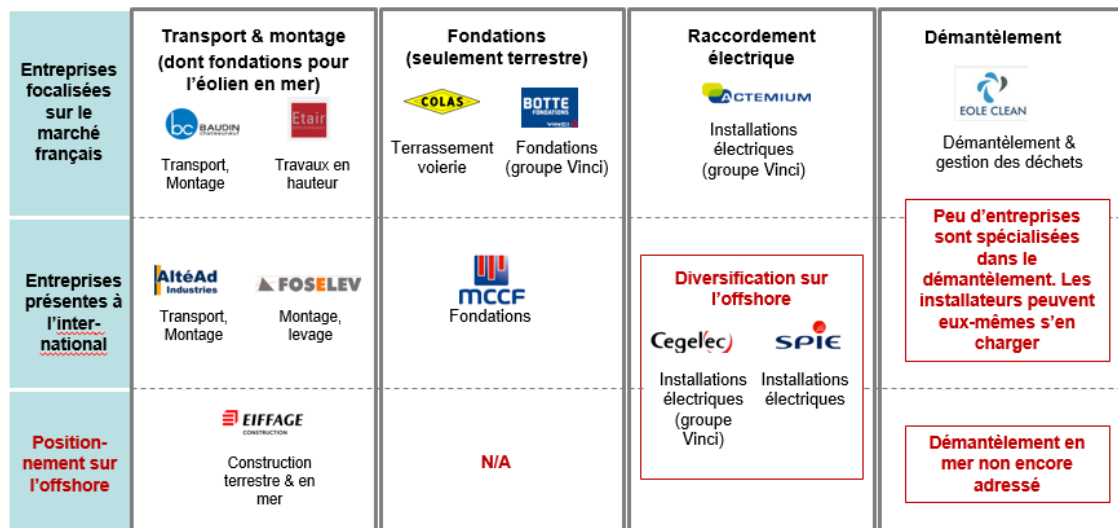 Transport & montage
(dont fondations pour
l'éolien en mer)
Fondations
(seulement terrestre)
Raccordement
électrique
Démantèlement
Entreprises
focalisées
sur le
marché
français
bc BAUDIN
CHATEAUNEUF
Etair
COLAS
BOTTE
FONDATIONS
VINCI
ACTEMIUM
EOLE CLEAN
Transport,
Montage
Travaux en
hauteur
Terrassement
voierie
Fondations
(groupe Vinci)
Installations
électriques
(groupe Vinci)
Démantèlement &
gestion des déchets
Entreprises
présentes à
l'inter-
national
AltéAd
Industries
FOSELEV
MCCF
Transport,
Montage
Montage,
levage
Fondations
Diversification sur
l'offshore
Cegelec
SPIE
Installations
électriques
(groupe
Vinci)
Installations
électriques
Peu d'entreprises
sont spécialisées
dans le
démantèlement. Les
installateurs peuvent
eux-mêmes s'en
charger
Position-
nement sur
l'offshore
EIFFAGE
CONSTRUCTION
Construction
terrestre & en
mer
N/A
Démantèlement en
mer non encore
adressé